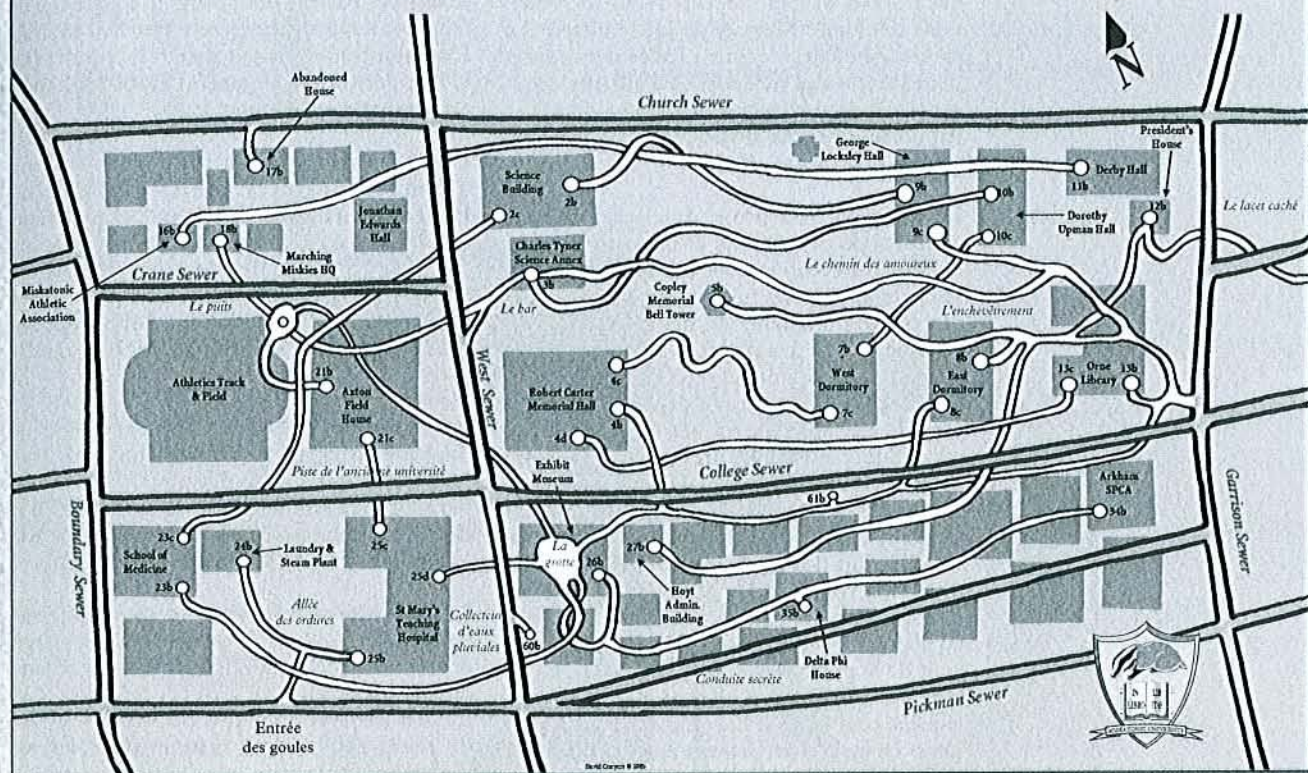 Church Sewer
N
Abandoned
House
17b
President's
House
George
Locksley Hall
Derby Hall
11b
Science
Building
2b
2c
9b
10b
12b
Le lacet caché
Jonathan
Edwards
Hall
16b
18b
9c
10c
Dorothy
Upman Hall
Charles Tyner
Science Annex
3b
Marching
Miskies HQ
Crane Sewer
Miskatonic
Athletic
Association
Le chemin des amoureux
Le puits
Le bar
Copley
Memorial
Bell Tower
5b
L'enchevêtrement
Athletics Track
& Field
21b
Axton
Field
House
21c
West Sewer
4c
Robert Carter
Memorial Hall
4b
4d
7b
West
Dormitory
7c
8b
East
Dormitory
8c
13c
Orne
Library
13b
Piste de l'ancienne université
Exhibit
Museum
College Sewer
61b
Arkham
SPCA
34b
Boundary Sewer
Garrison Sewer
23c
School of
Medicine
23b
24b
Laundry &
Steam Plant
25c
25d
La
grotte
26b
27b
Hoyt
Admin.
Building
Allée
des ordures
St Mary's
Teaching
Hospital
25b
Collecteur
d'eaux
pluviales
60b
35b
Delta Phi
House
Conduite secrète
Pickman Sewer
Entrée
des goules